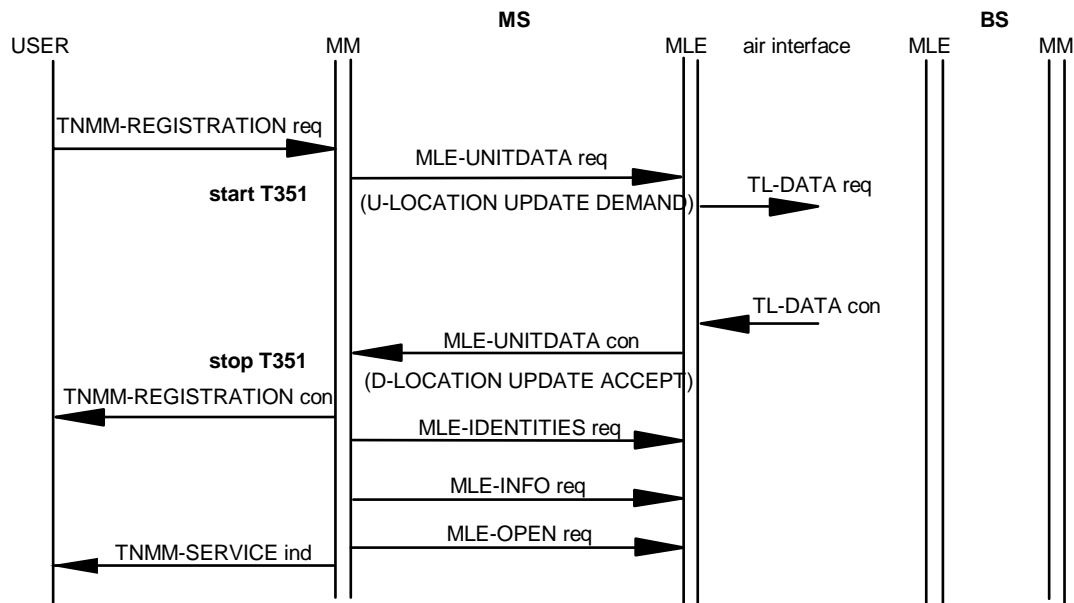 MS BS
USER MM MLE air interface MLE MM
TNMM-REGISTRATION req
MLE-UNITDATA req
start T351
(U-LOCATION UPDATE DEMAND)
TL-DATA req
TL-DATA con
MLE-UNITDATA con
stop T351
(D-LOCATION UPDATE ACCEPT)
TNMM-REGISTRATION con
MLE-IDENTITIES req
MLE-INFO req
MLE-OPEN req
TNMM-SERVICE ind